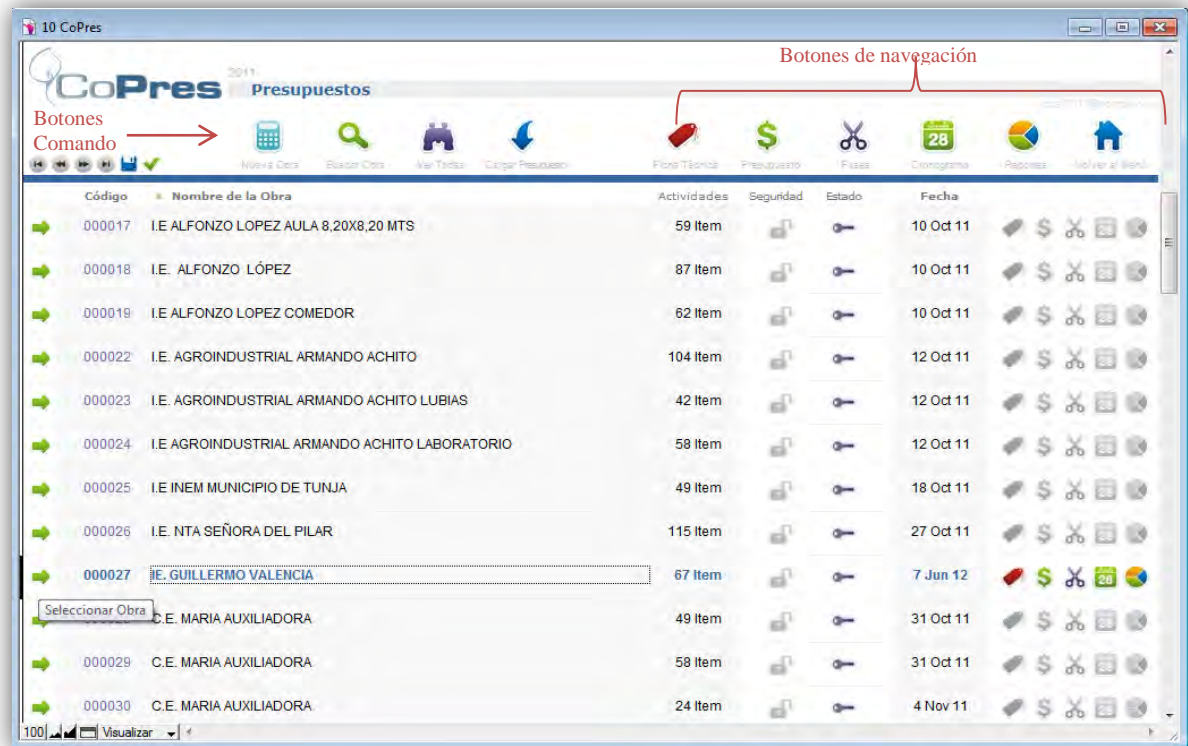 10 CoPres
Botones de navegación
CoPres 2011 Presupuestos
Botones
Comando
28
Nueva Obra Buscar Obra Ver Todas Cargar Presupuesto Ficha Técnica Presupuesto Fases Cronograma Reportes Volver al Menú
Código Nombre de la Obra Actividades Seguridad Estado Fecha
000017 I.E ALFONZO LOPEZ AULA 8,20X8,20 MTS 59 Item 10 Oct 11
000018 I.E. ALFONZO LÓPEZ 87 Item 10 Oct 11
000019 I.E ALFONZO LOPEZ COMEDOR 62 Item 10 Oct 11
000022 I.E. AGROINDUSTRIAL ARMANDO ACHITO 104 Item 12 Oct 11
000023 I.E. AGROINDUSTRIAL ARMANDO ACHITO LUBIAS 42 Item 12 Oct 11
000024 I.E AGROINDUSTRIAL ARMANDO ACHITO LABORATORIO 58 Item 12 Oct 11
000025 I.E INEM MUNICIPIO DE TUNJA 49 Item 18 Oct 11
000026 I.E. NTA SEÑORA DEL PILAR 115 Item 27 Oct 11
000027 IE. GUILLERMO VALENCIA 67 Item 7 Jun 12 28
Seleccionar Obra C.E. MARIA AUXILIADORA 49 Item 31 Oct 11
000029 C.E. MARIA AUXILIADORA 58 Item 31 Oct 11
000030 C.E. MARIA AUXILIADORA 24 Item 4 Nov 11
100 Visualizar